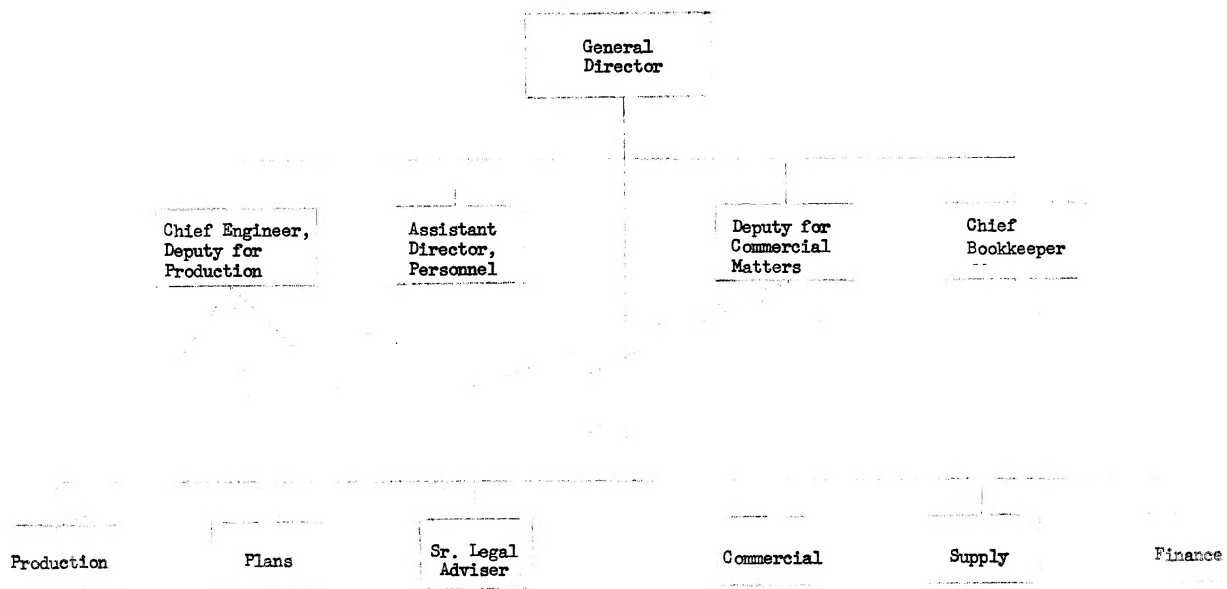 General
Director
Chief Engineer,
Deputy for
Production
Assistant
Director,
Personnel
Deputy for
Commercial
Matters
Chief
Bookkeeper
Production
Plans
Sr. Legal
Adviser
Commercial
Supply
Finance